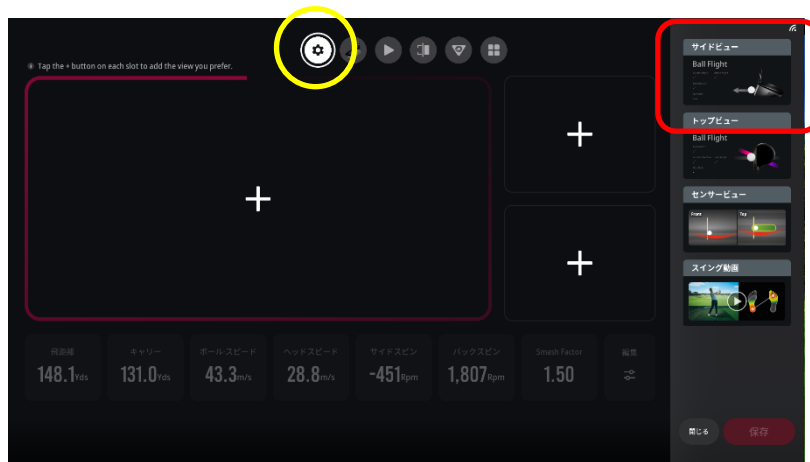 Tap the + button on each slot to add the view you prefer.
サイドビュー
Ball Flight
トップビュー
Ball Flight
センサービュー
Front
Top
スイング動画
飛距離
148.1Yds
キャリー
131.0Yds
ボールスピード
43.3m/s
ヘッドスピード
28.8m/s
サイドスピン
-451Rpm
バックスピン
1,807Rpm
Smash Factor
1.50
編集
閉じる
保存